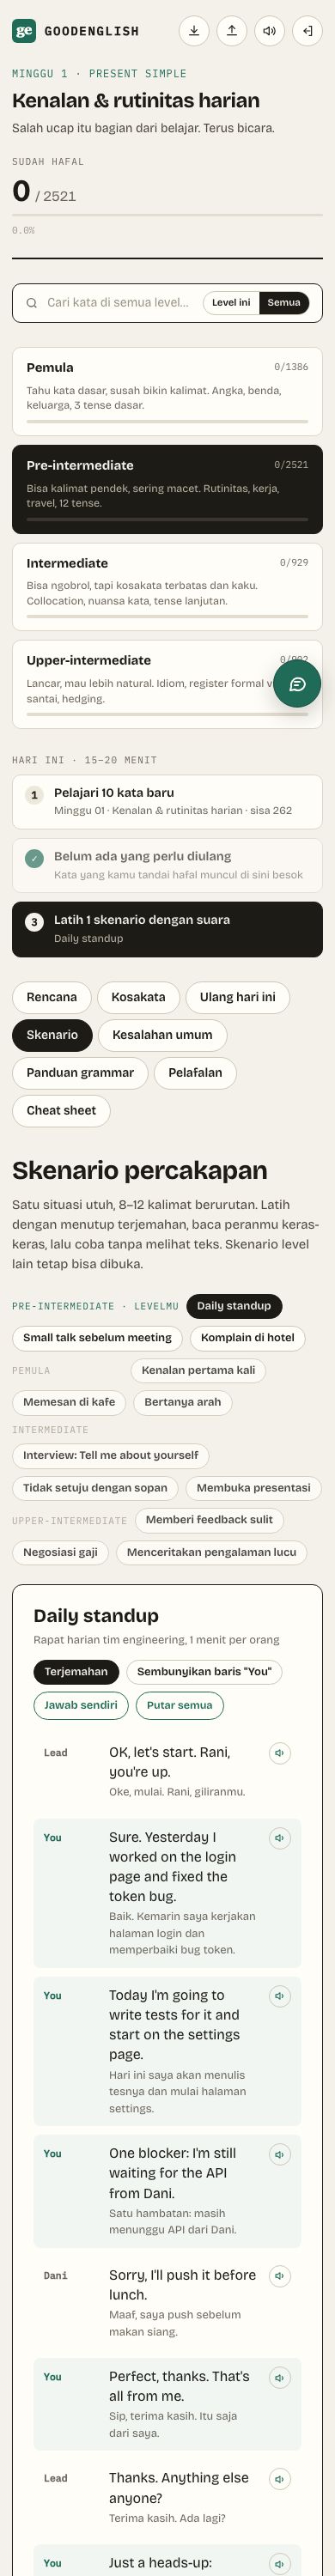 ge GOODENGLISH
MINGGU 1 · PRESENT SIMPLE
Kenalan & rutinitas harian
Salah ucap itu bagian dari belajar. Terus bicara.
SUDAH HAFAL
0 / 2521
0.0%
Cari kata di semua level... Level ini Semua
Pemula 0/1386
Tahu kata dasar, susah bikin kalimat. Angka, benda,
keluarga, 3 tense dasar.
Pre-intermediate 0/2521
Bisa kalimat pendek, sering macet. Rutinitas, kerja,
travel, 12 tense.
Intermediate 0/929
Bisa ngobrol, tapi kosakata terbatas dan kaku.
Collocation, nuansa kata, tense lanjutan.
Upper-intermediate
Lancar, mau lebih natural. Idiom, register formal
santai, hedging.
HARI INI · 15–20 MENIT
1 Pelajari 10 kata baru
Minggu 01 · Kenalan & rutinitas harian · sisa 262
✓ Belum ada yang perlu diulang
Kata yang kamu tandai hafal muncul di sini besok
3 Latih 1 skenario dengan suara
Daily standup
Rencana Kosakata Ulang hari ini
Skenario Kesalahan umum
Panduan grammar Pelafalan
Cheat sheet
Skenario percakapan
Satu situasi utuh, 8–12 kalimat berurutan. Latih
dengan menutup terjemahan, baca peranmu keras-
keras, lalu coba tanpa melihat teks. Skenario level
lain tetap bisa dibuka.
PRE-INTERMEDIATE · LEVELMU Daily standup
Small talk sebelum meeting Komplain di hotel
PEMULA Kenalan pertama kali
Memesan di kafe Bertanya arah
INTERMEDIATE
Interview: Tell me about yourself
Tidak setuju dengan sopan Membuka presentasi
UPPER-INTERMEDIATE Memberi feedback sulit
Negosiasi gaji Menceritakan pengalaman lucu
Daily standup
Rapat harian tim engineering, 1 menit per orang
Terjemahan Sembunyikan baris "You"
Jawab sendiri Putar semua
Lead OK, let's start. Rani,
you're up.
Oke, mulai. Rani, giliranmu.
You Sure. Yesterday I
worked on the login
page and fixed the
token bug.
Baik. Kemarin saya kerjakan
halaman login dan
memperbaiki bug token.
You Today I'm going to
write tests for it and
start on the settings
page.
Hari ini saya akan menulis
tesnya dan mulai halaman
settings.
You One blocker: I'm still
waiting for the API
from Dani.
Satu hambatan: masih
menunggu API dari Dani.
Dani Sorry, I'll push it before
lunch.
Maaf, saya push sebelum
makan siang.
You Perfect, thanks. That's
all from me.
Sip, terima kasih. Itu saja
dari saya.
Lead Thanks. Anything else
anyone?
Terima kasih. Ada lagi?
You Just a heads-up: